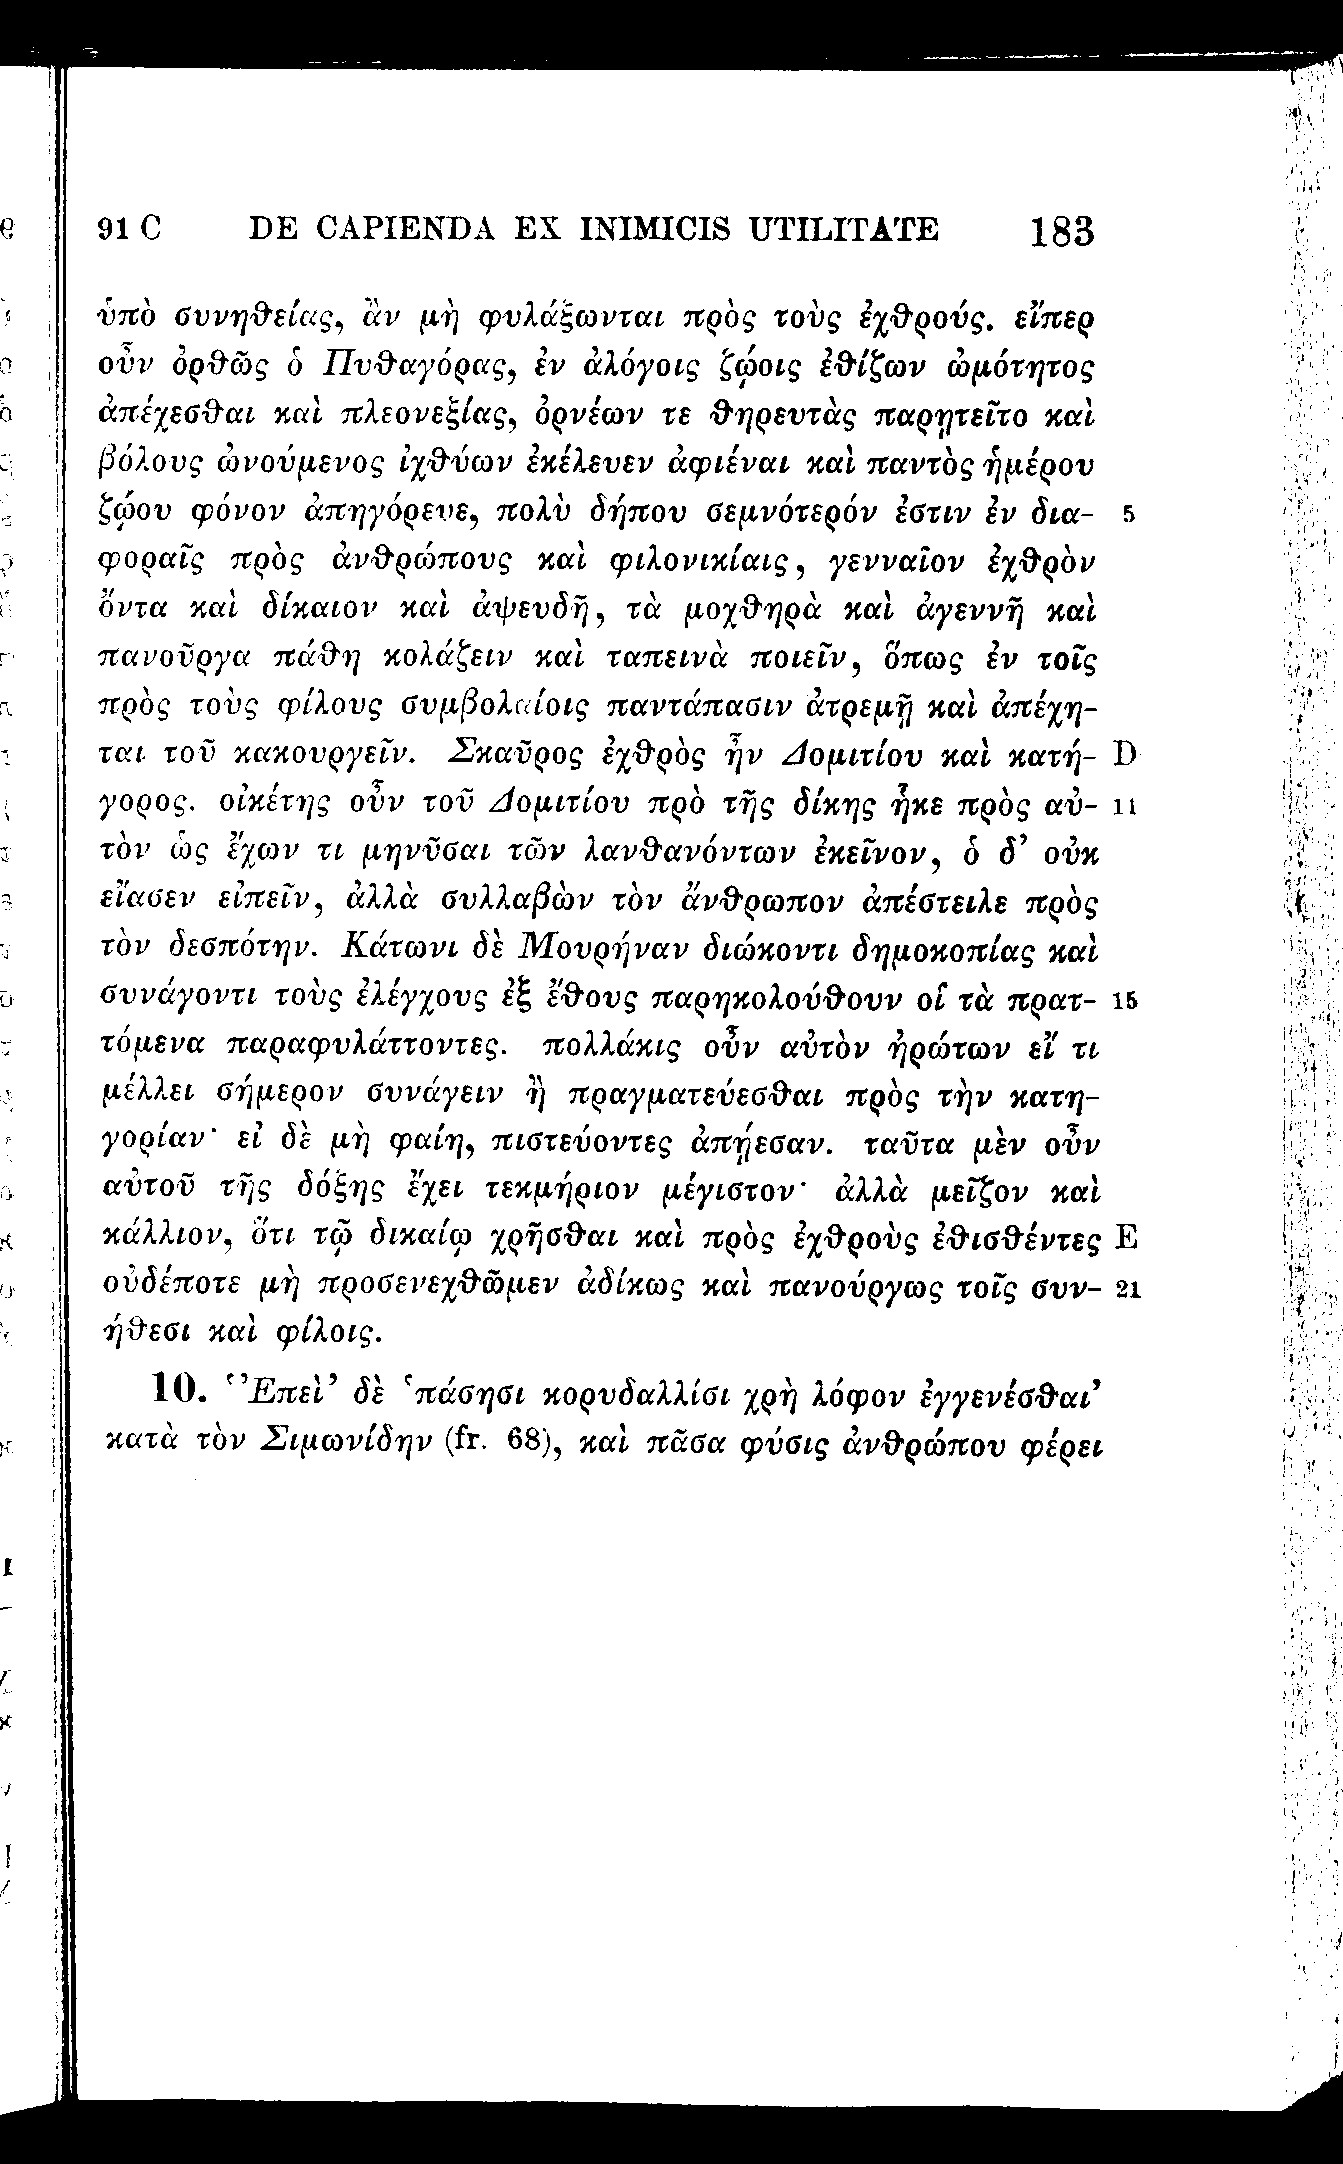 91 C DE CAPIENDA EX INIMICIS UTILITATE 183
ὑπὸ συνηθείας, ἂν μὴ φυλάξωνται πρὸς τοὺς ἐχθρούς. εἴπερ
οὖν ὀρθῶς ὁ Πυθαγόρας, ἐν ἀλόγοις ζῴοις ἐθίζων ὠμότητος
ἀπέχεσθαι καὶ πλεονεξίας, ὀρνέων τε θηρευτὰς παρῃτεῖτο καὶ
βόλους ὠνούμενος ἰχθύων ἐκέλευεν ἀφιέναι καὶ παντὸς ἡμέρου
ζῴου φόνον ἀπηγόρευε, πολὺ δήπου σεμνότερόν ἐστιν ἐν δια- 5
φοραῖς πρὸς ἀνθρώπους καὶ φιλονικίαις, γενναῖον ἐχθρὸν
ὄντα καὶ δίκαιον καὶ ἀψευδῆ, τὰ μοχθηρὰ καὶ ἀγεννῆ καὶ
πανοῦργα πάθη κολάζειν καὶ ταπεινὰ ποιεῖν, ὅπως ἐν τοῖς
πρὸς τοὺς φίλους συμβολαίοις παντάπασιν ἀτρεμῇ καὶ ἀπέχη-
ται τοῦ κακουργεῖν. Σκαῦρος ἐχθρὸς ἦν Δομιτίου καὶ κατή- D
γορος. οἰκέτης οὖν τοῦ Δομιτίου πρὸ τῆς δίκης ἧκε πρὸς αὐ- 11
τὸν ὡς ἔχων τι μηνῦσαι τῶν λανθανόντων ἐκεῖνον, ὁ δ’ οὐκ
εἴασεν εἰπεῖν, ἀλλὰ συλλαβὼν τὸν ἄνθρωπον ἀπέστειλε πρὸς
τὸν δεσπότην. Κάτωνι δὲ Μουρήναν διώκοντι δημοκοπίας καὶ
συνάγοντι τοὺς ἐλέγχους ἐξ ἔθους παρηκολούθουν οἱ τὰ πρατ- 15
τόμενα παραφυλάττοντες. πολλάκις οὖν αὐτὸν ἠρώτων εἴ τι
μέλλει σήμερον συνάγειν ἢ πραγματεύεσθαι πρὸς τὴν κατη-
γορίαν· εἰ δὲ μὴ φαίη, πιστεύοντες ἀπῄεσαν. ταῦτα μὲν οὖν
αὐτοῦ τῆς δόξης ἔχει τεκμήριον μέγιστον· ἀλλὰ μεῖζον καὶ
κάλλιον, ὅτι τῷ δικαίῳ χρῆσθαι καὶ πρὸς ἐχθροὺς ἐθισθέντες E
οὐδέποτε μὴ προσενεχθῶμεν ἀδίκως καὶ πανούργως τοῖς συν- 21
ήθεσι καὶ φίλοις.
10. ‘Ἐπεὶ’ δὲ ‘πάσῃσι κορυδαλλίσι χρὴ λόφον ἐγγενέσθαι’
κατὰ τὸν Σιμωνίδην (fr. 68), καὶ πᾶσα φύσις ἀνθρώπου φέρει